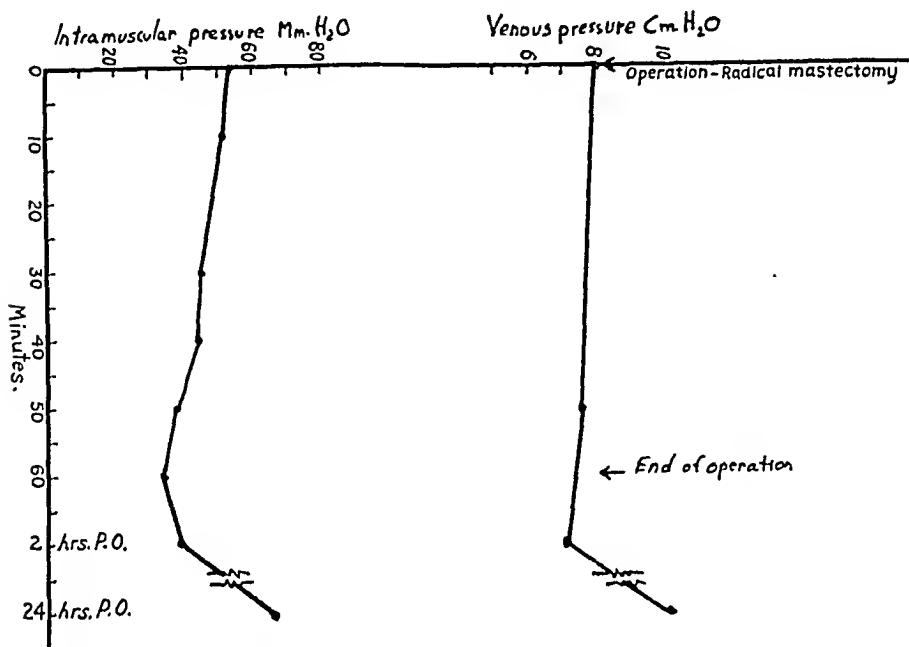 Intramuscular pressure Mm. H₂O
Venous pressure Cm. H₂O
20 40 60 80 6 8 10
Operation-Radical mastectomy
0
10
20
30
40
50
60
2 hrs. P.O.
24 hrs. P.O.
Minutes.
← End of operation